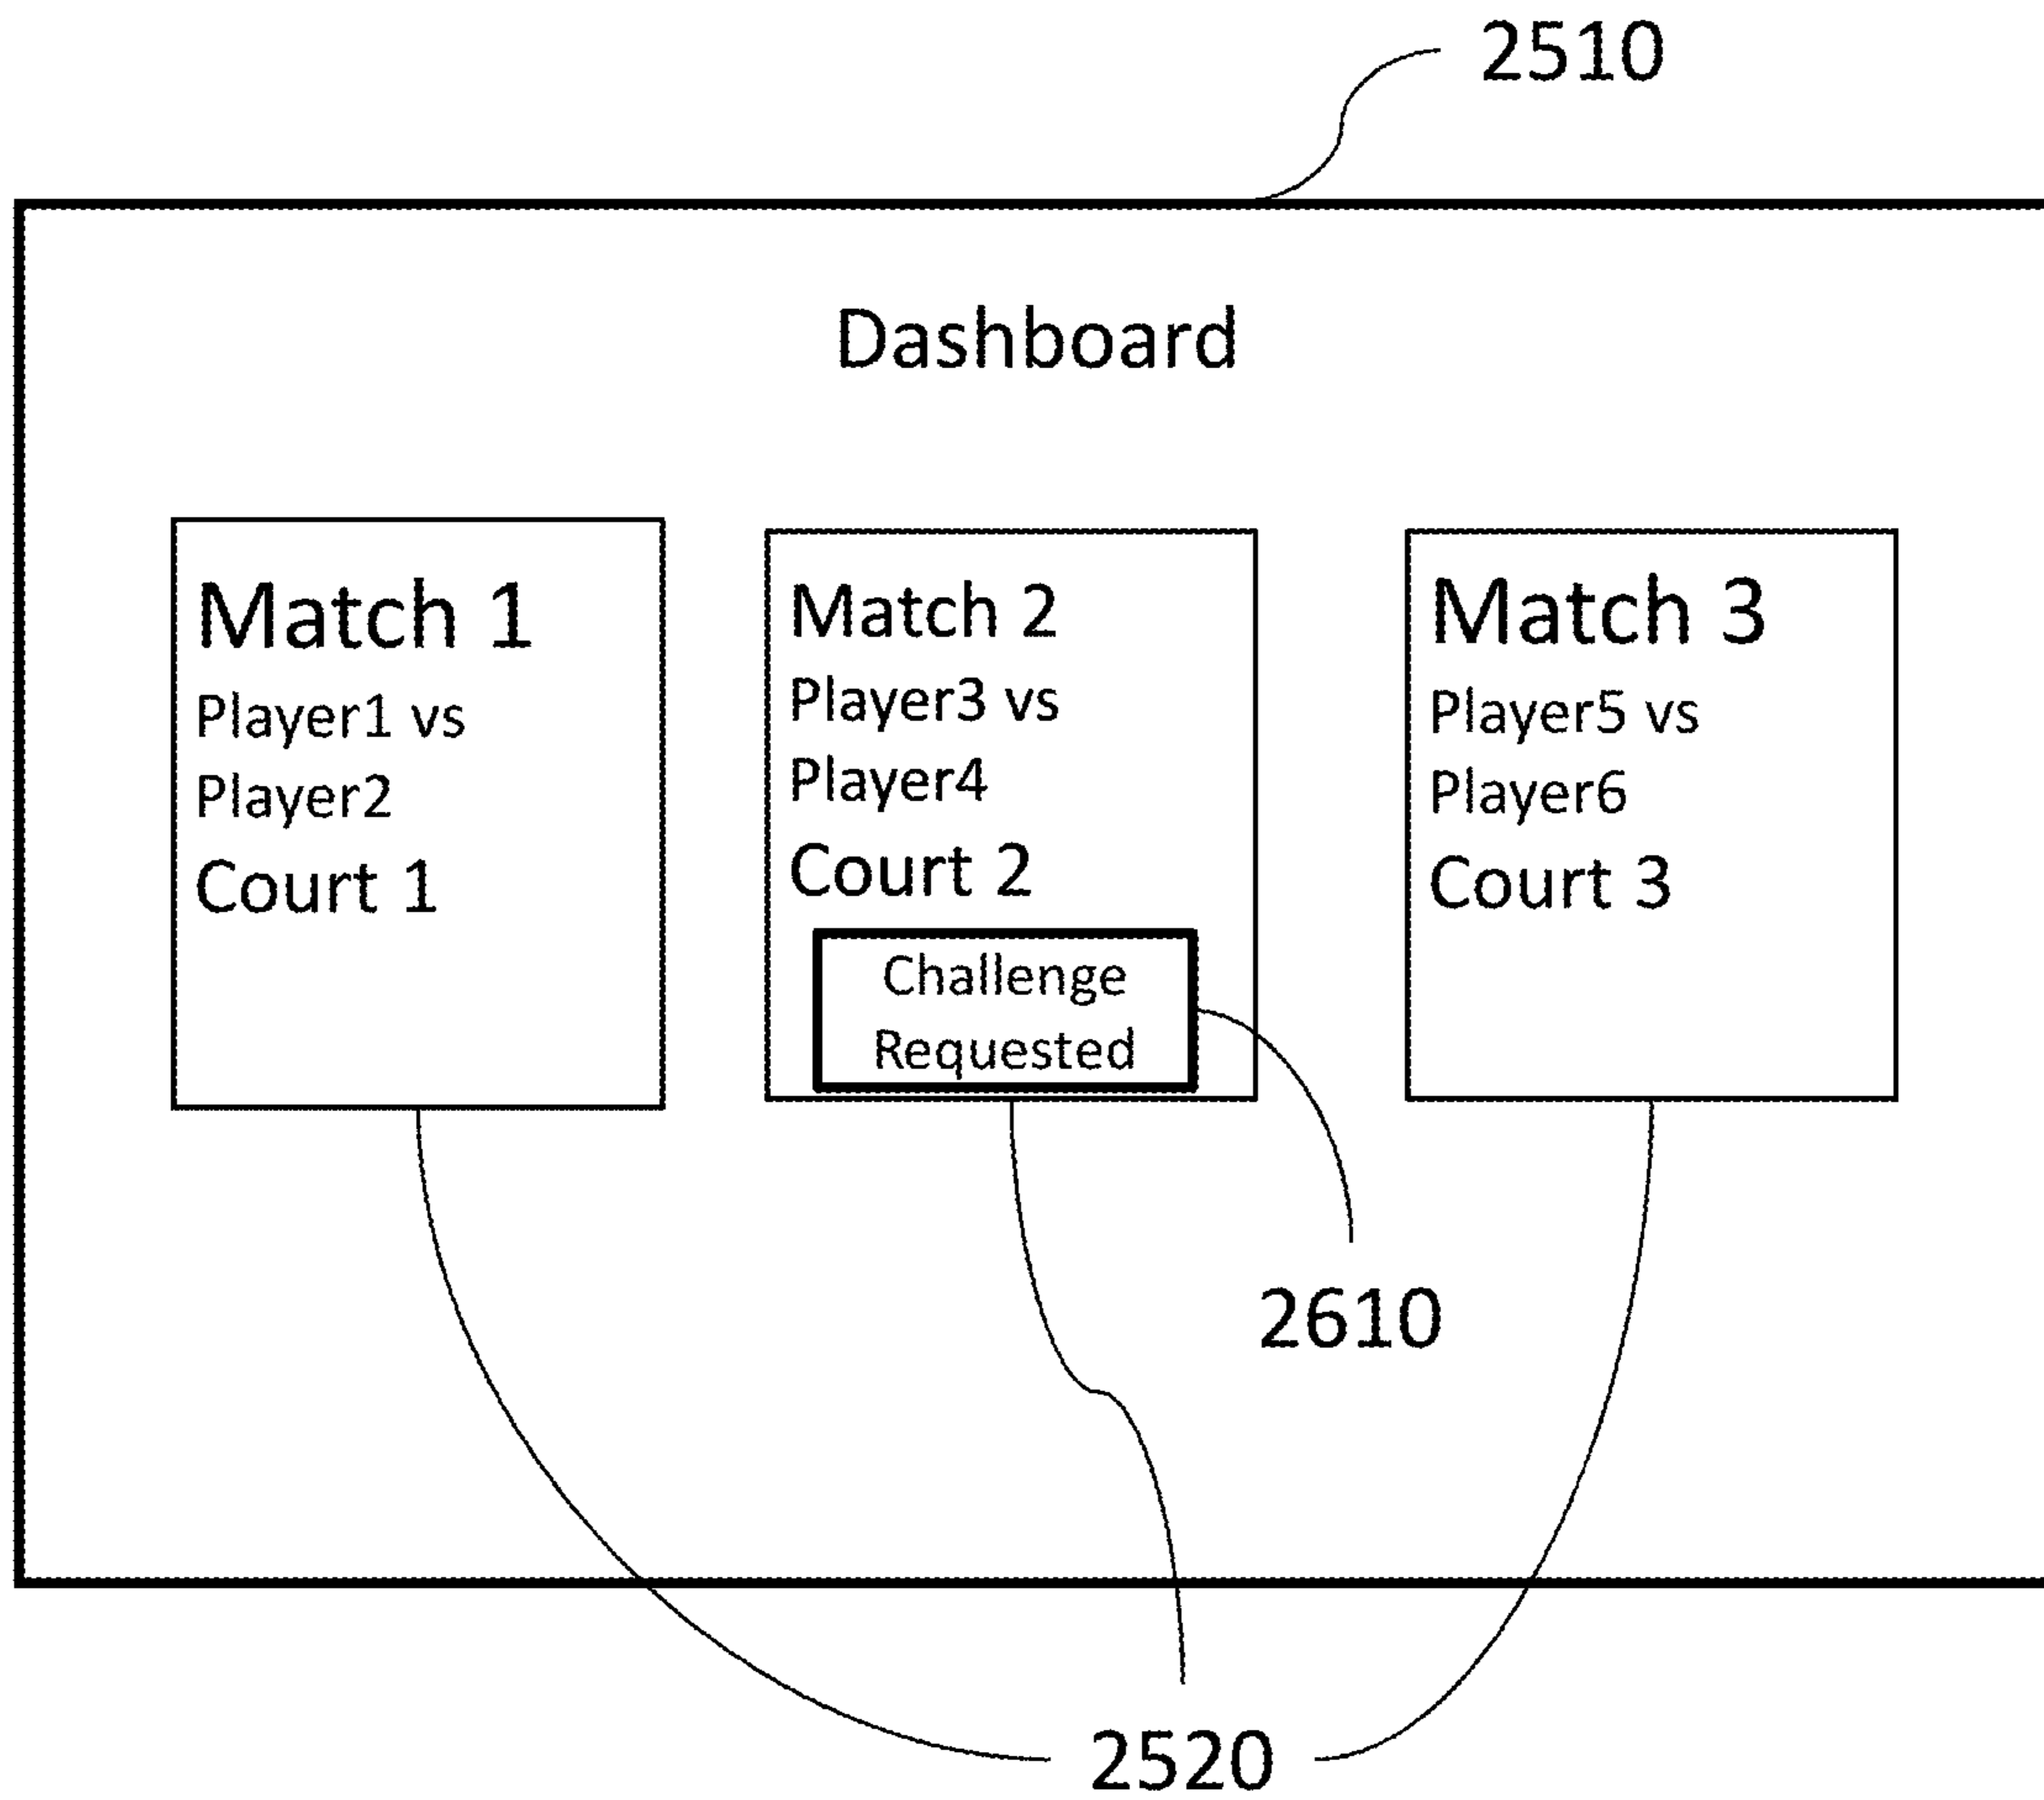 2510
Dashboard
Match 1
Player1 vs
Player2
Court 1
Match 2
Player3 vs
Player4
Court 2
Challenge
Requested
Match 3
Player5 vs
Player6
Court 3
2610
2520